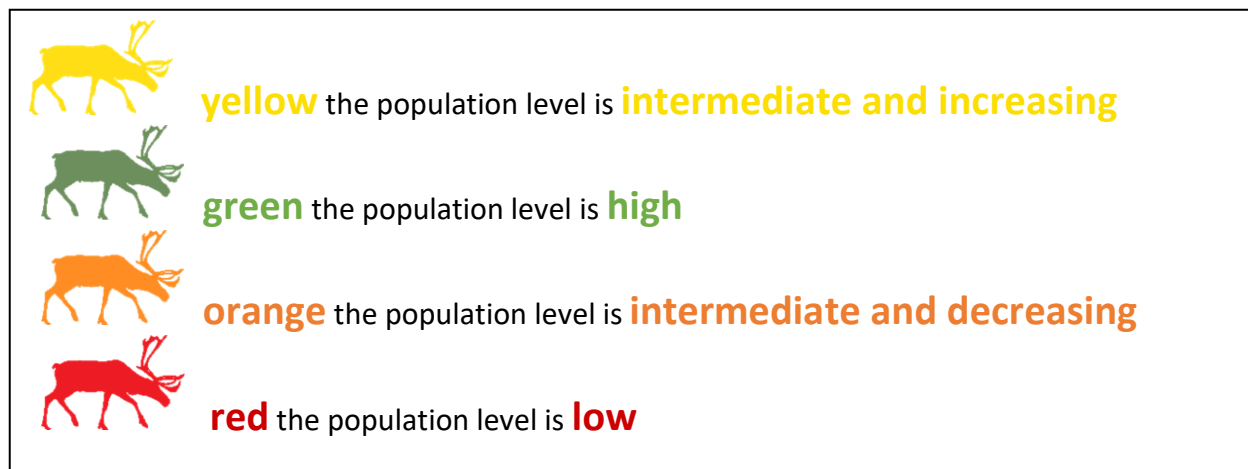 yellow the population level is intermediate and increasing
green the population level is high
orange the population level is intermediate and decreasing
red the population level is low